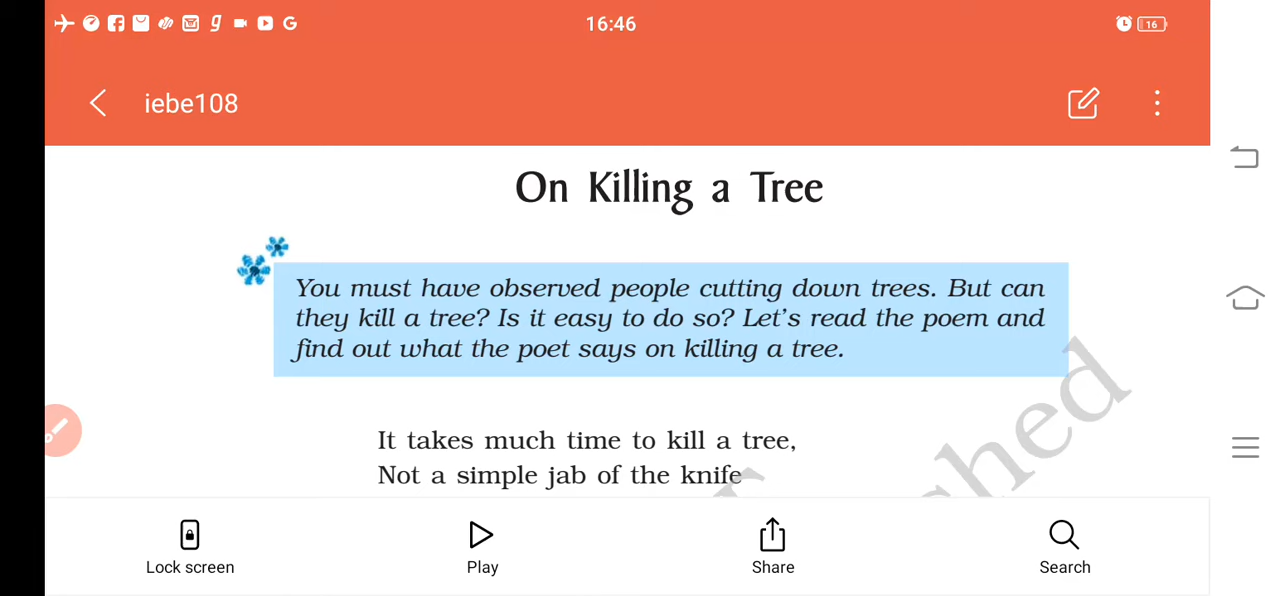 16:46
16
iebe108
On Killing a Tree
You must have observed people cutting down trees. But can
they kill a tree? Is it easy to do so? Let's read the poem and
find out what the poet says on killing a tree.
It takes much time to kill a tree,
Not a simple jab of the knife
shed
Lock screen
Play
Share
Search